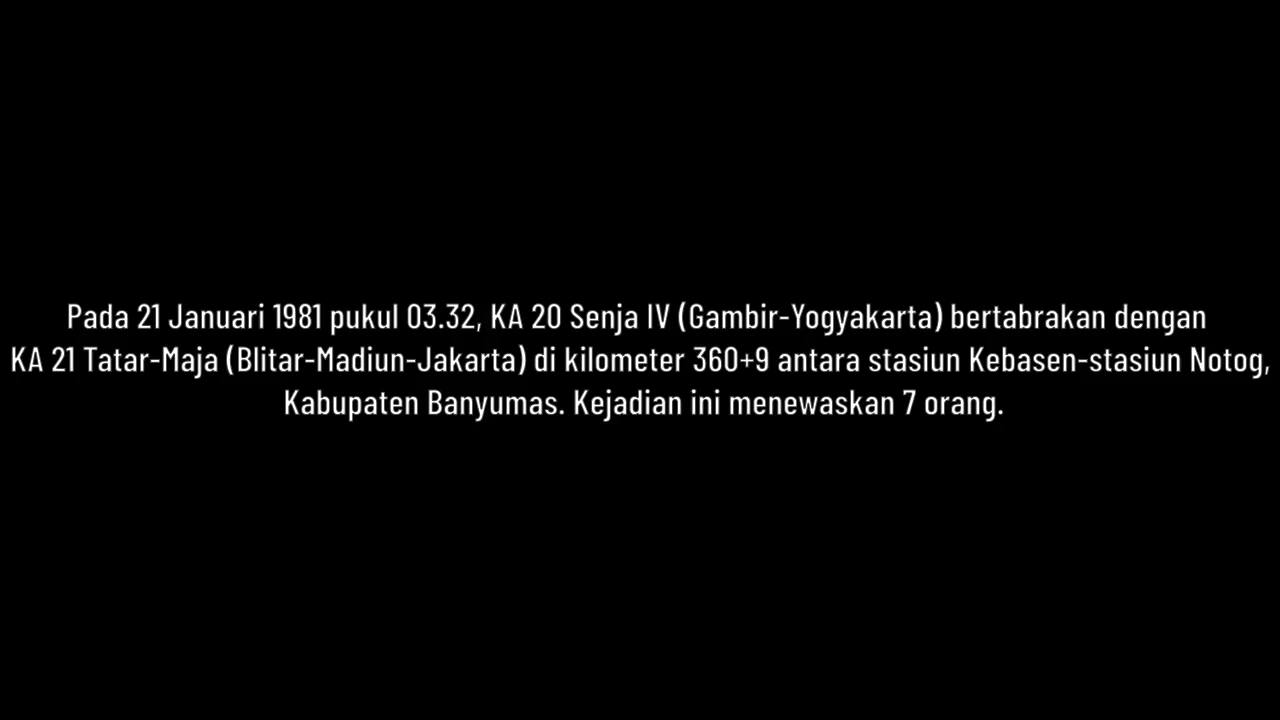 Pada 21 Januari 1981 pukul 03.32, KA 20 Senja IV (Gambir-Yogyakarta) bertabrakan dengan
KA 21 Tatar-Maja (Blitar-Madiun-Jakarta) di kilometer 360+9 antara stasiun Kebasen-stasiun Notog,
Kabupaten Banyumas. Kejadian ini menewaskan 7 orang.